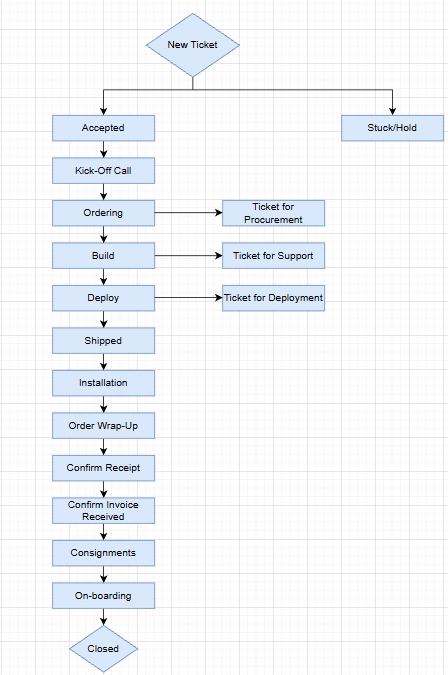 New Ticket
Accepted
Stuck/Hold
Kick-Off Call
Ordering
Ticket for
Procurement
Build
Ticket for Support
Deploy
Ticket for Deployment
Shipped
Installation
Order Wrap-Up
Confirm Receipt
Confirm Invoice
Received
Consignments
On-boarding
Closed